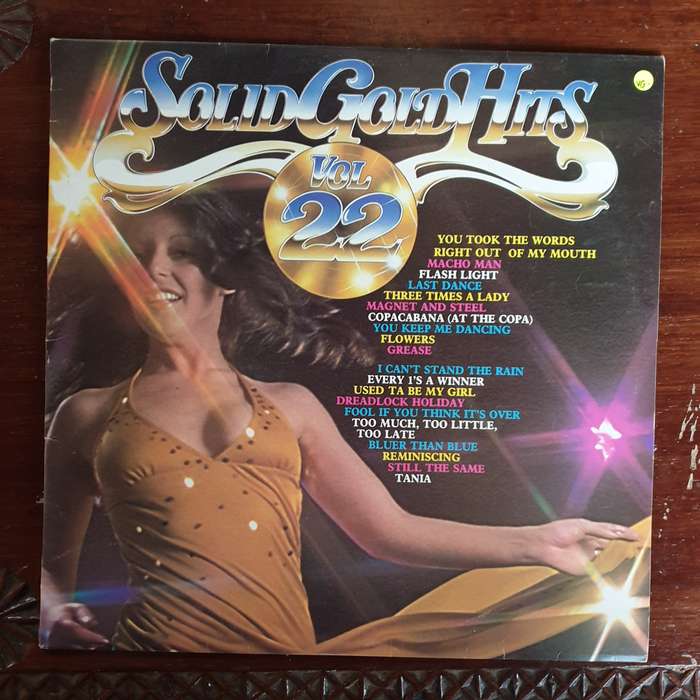 SOLID GOLD HITS
VOL
22
YOU TOOK THE WORDS
RIGHT OUT OF MY MOUTH
MACHO MAN
FLASH LIGHT
LAST DANCE
THREE TIMES A LADY
MAGNET AND STEEL
COPACABANA (AT THE COPA)
YOU KEEP ME DANCING
FLOWERS
GREASE
I CAN'T STAND THE RAIN
EVERY 1'S A WINNER
USED TA BE MY GIRL
DREADLOCK HOLIDAY
FOOL IF YOU THINK IT'S OVER
TOO MUCH, TOO LITTLE,
TOO LATE
BLUER THAN BLUE
REMINISCING
STILL THE SAME
TANIA